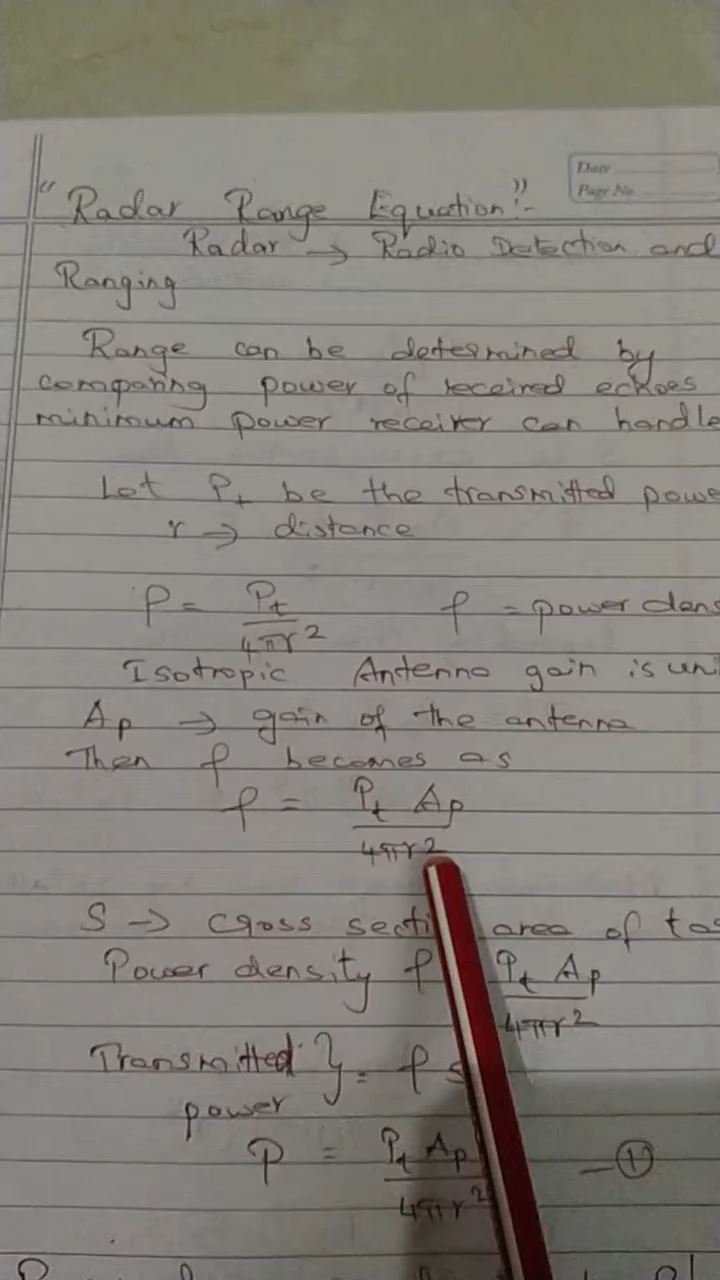 Date
Page No
"Radar Range Equation":-
Radar → Radio Detection and
Ranging
Range can be determined by
comparing power of received echoes
minimum power receiver can handle
Let Pt be the transmitted
r → distance
ρ = Pt / 4πr² ρ = power
Isotropic Antenna gain is
Ap → gain of the antenna
Then ρ becomes as
ρ = Pt Ap / 4πr²
S → cross area of
Power density ρ Pt Ap / 4πr²
Transmitted } = ρ s
power
P = Pt Ap / 4πr² — ①